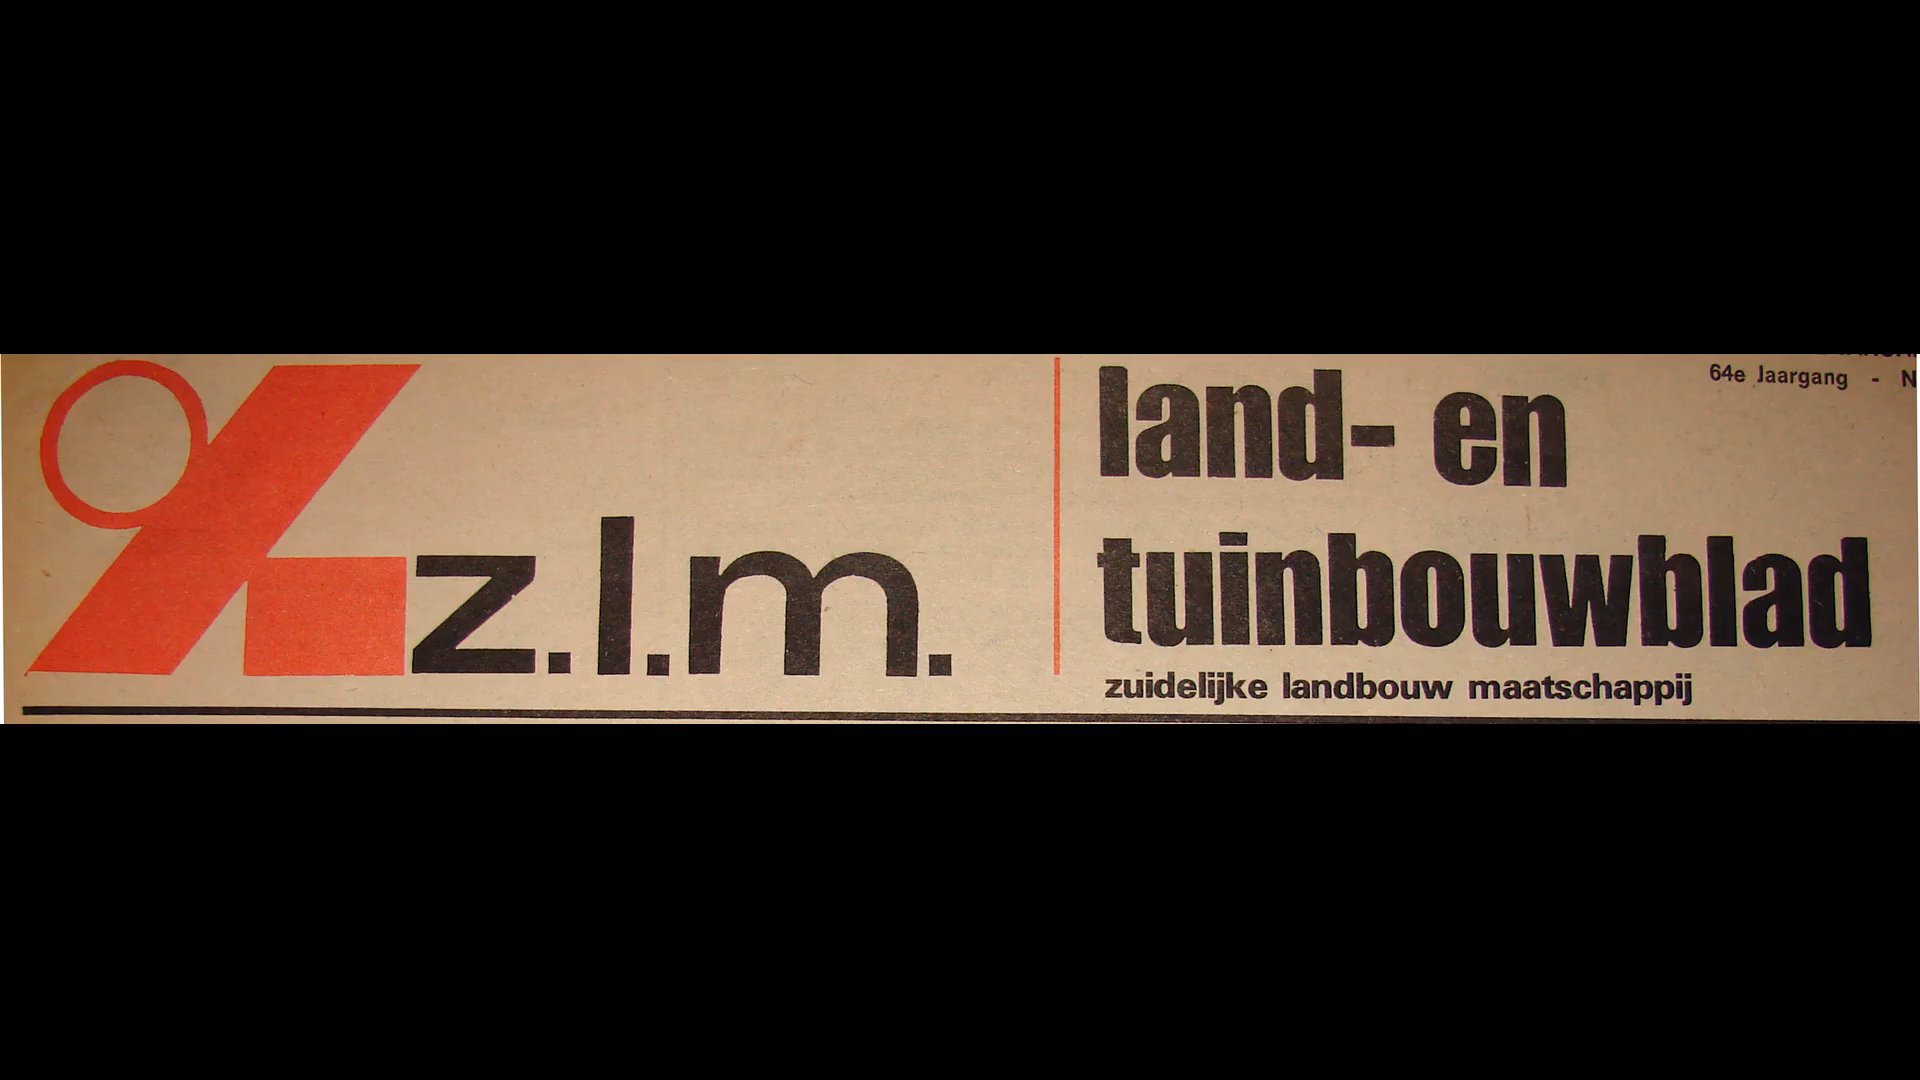 64e Jaargang -
land- en
z.l.m.
tuinbouwblad
zuidelijke landbouw maatschappij